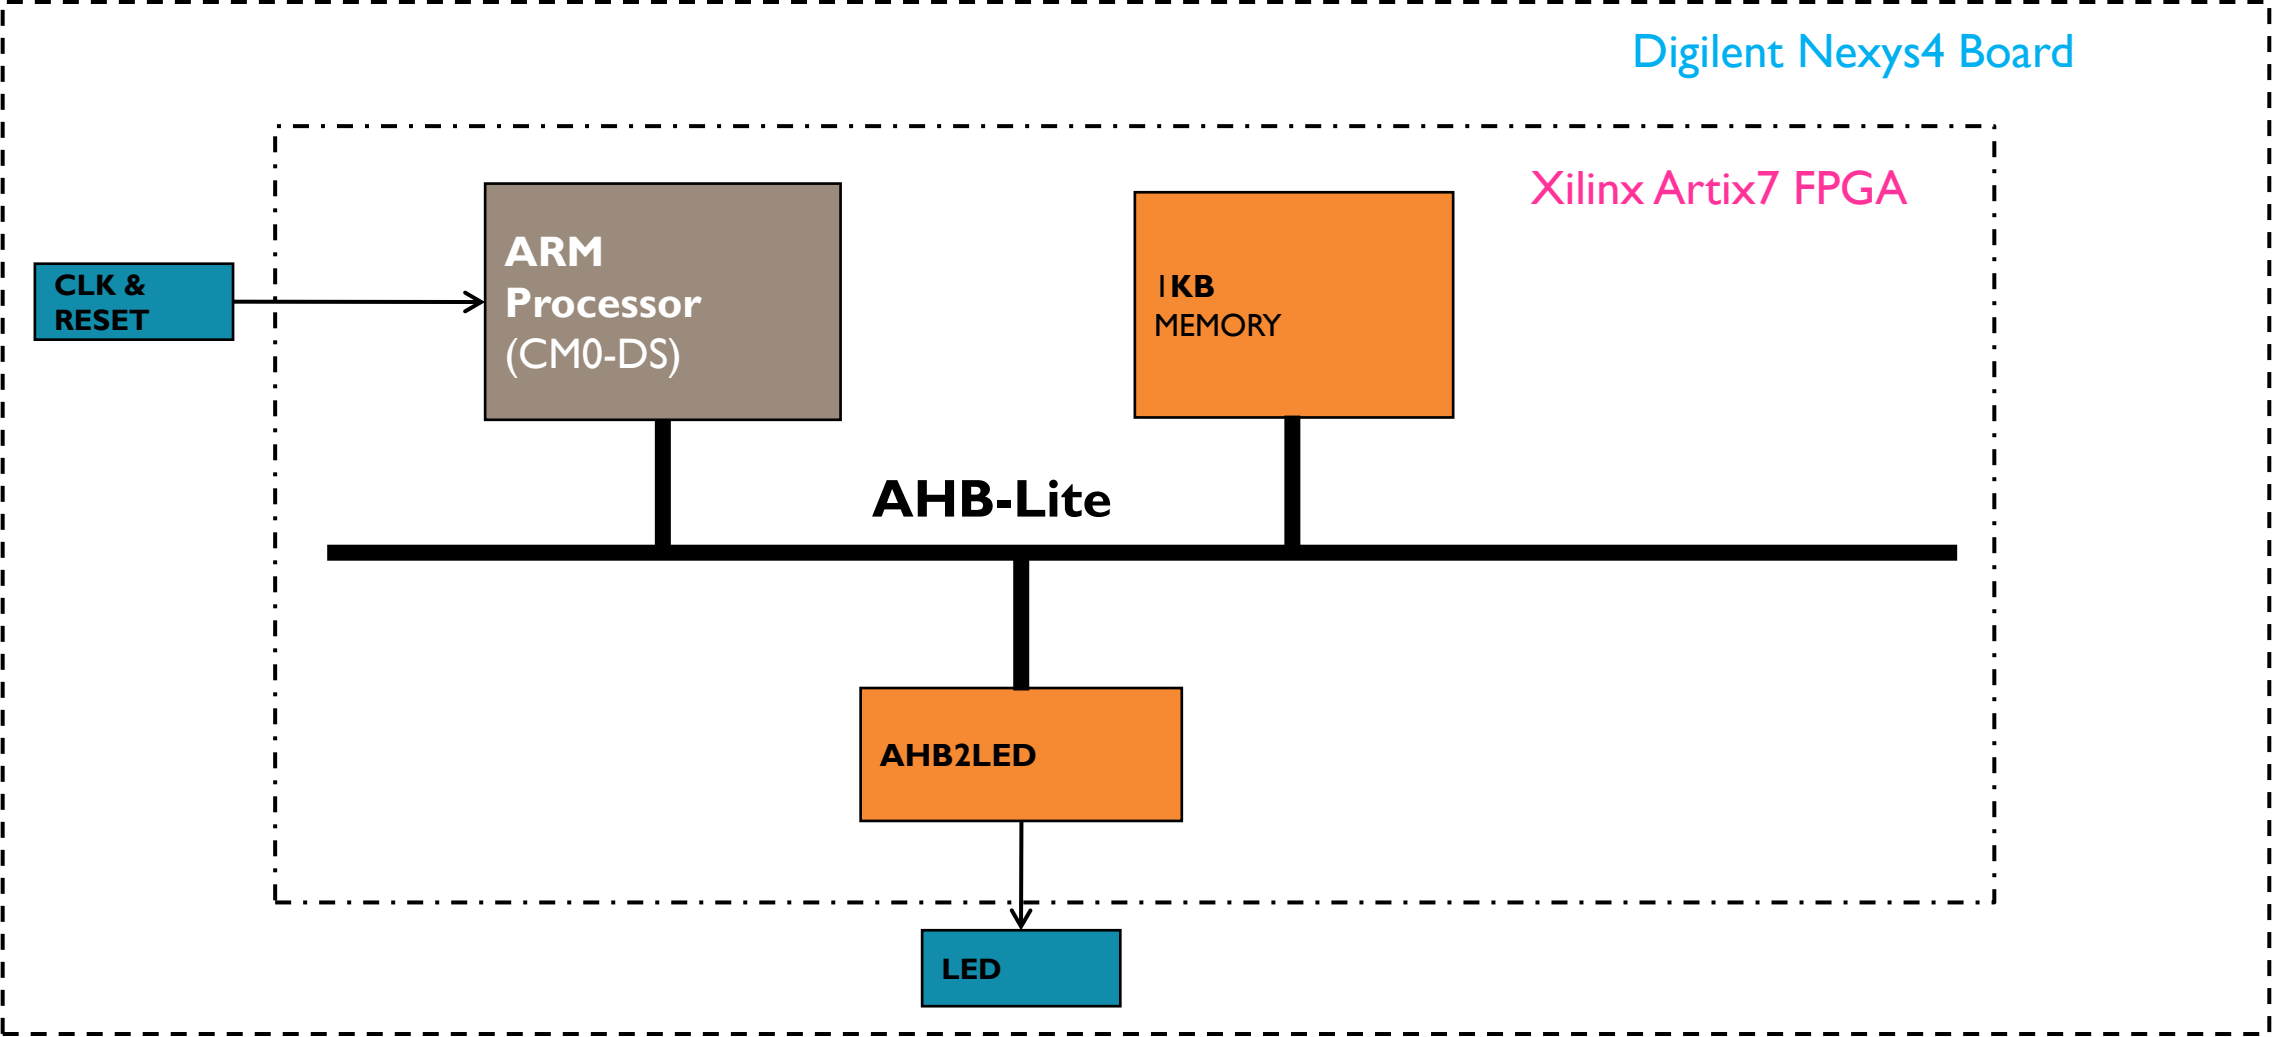 Digilent Nexys4 Board
Xilinx Artix7 FPGA
ARM
Processor
(CM0-DS)
1KB
MEMORY
CLK &
RESET
AHB-Lite
AHB2LED
LED